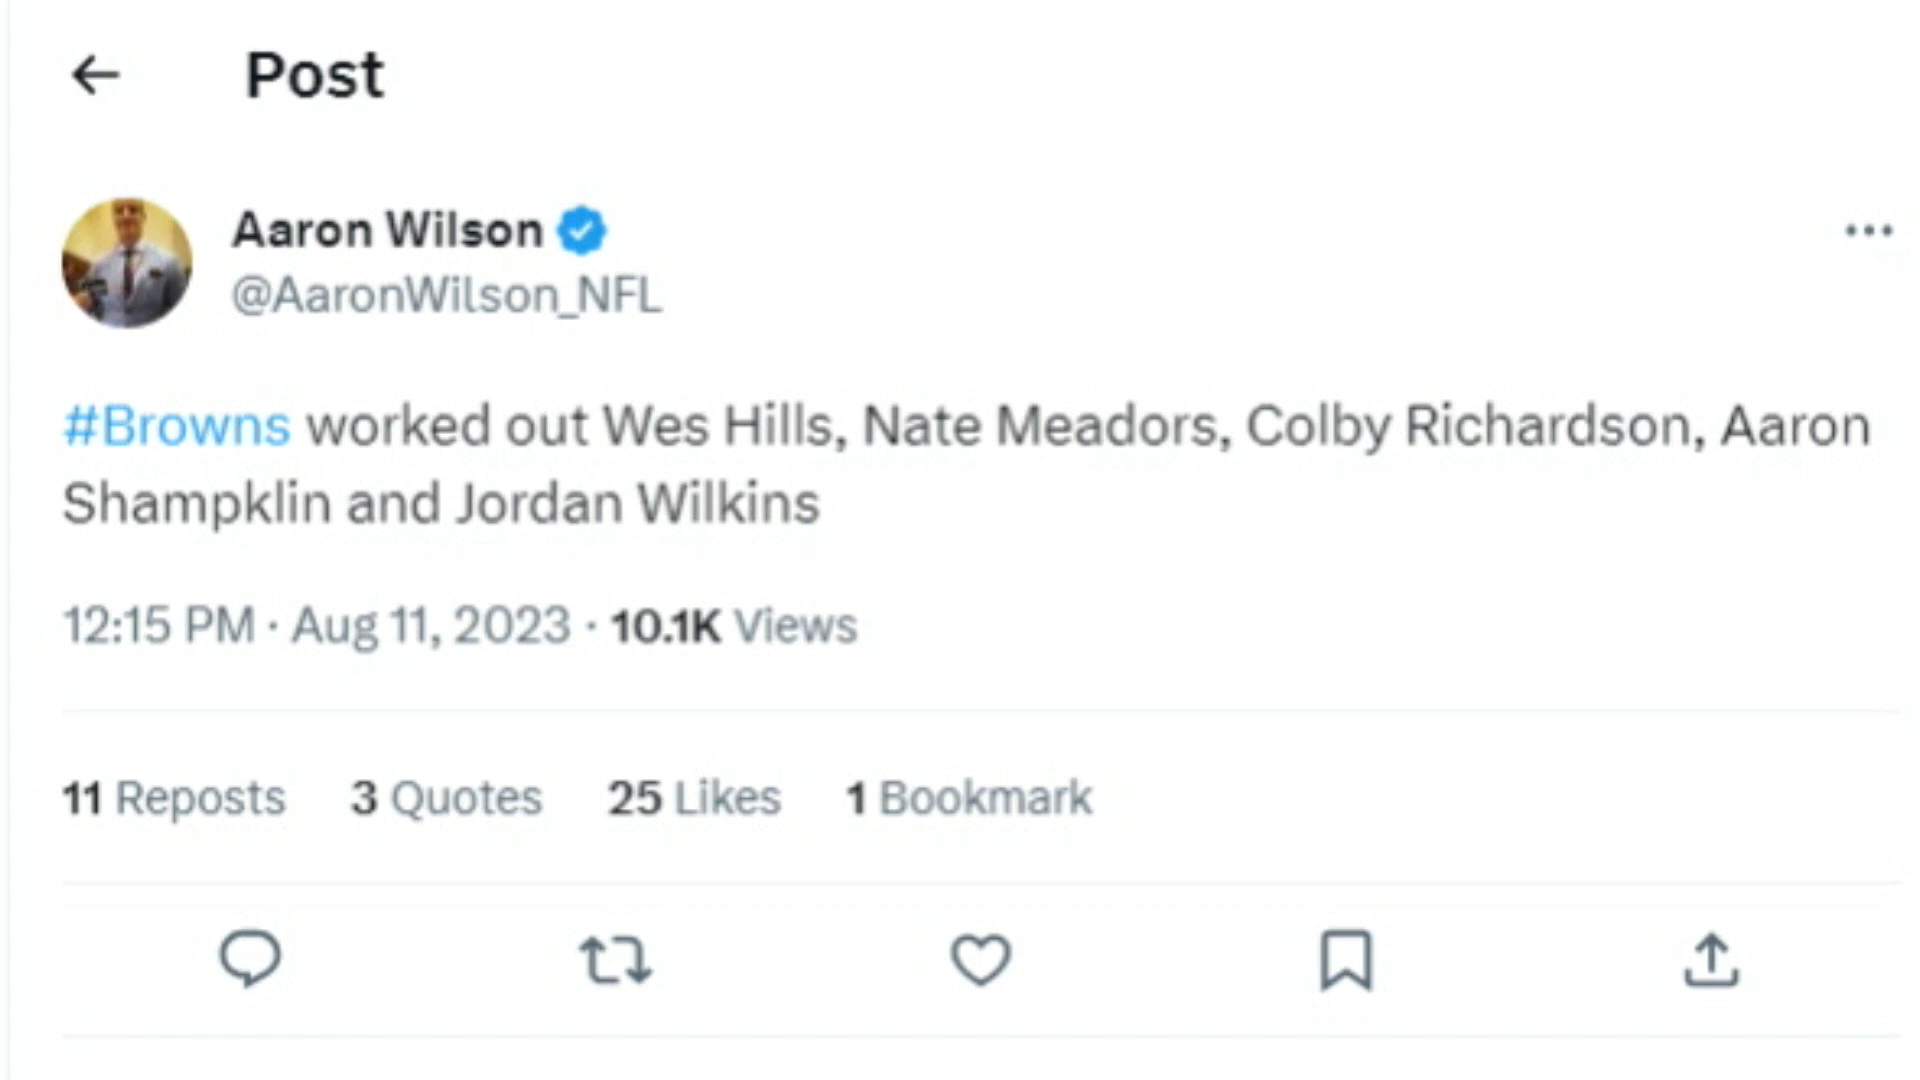 Post
Aaron Wilson
@AaronWilson_NFL
#Browns worked out Wes Hills, Nate Meadors, Colby Richardson, Aaron
Shampklin and Jordan Wilkins
12:15 PM · Aug 11, 2023 · 10.1K Views
11 Reposts 3 Quotes 25 Likes 1 Bookmark